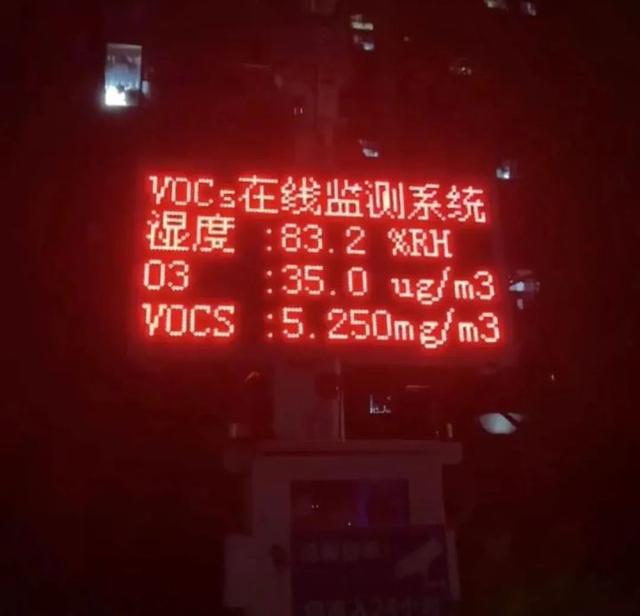 VOCs在线监测系统
湿度 :83.2 %RH
O3 :35.0 ug/m3
VOCS :5.250mg/m3